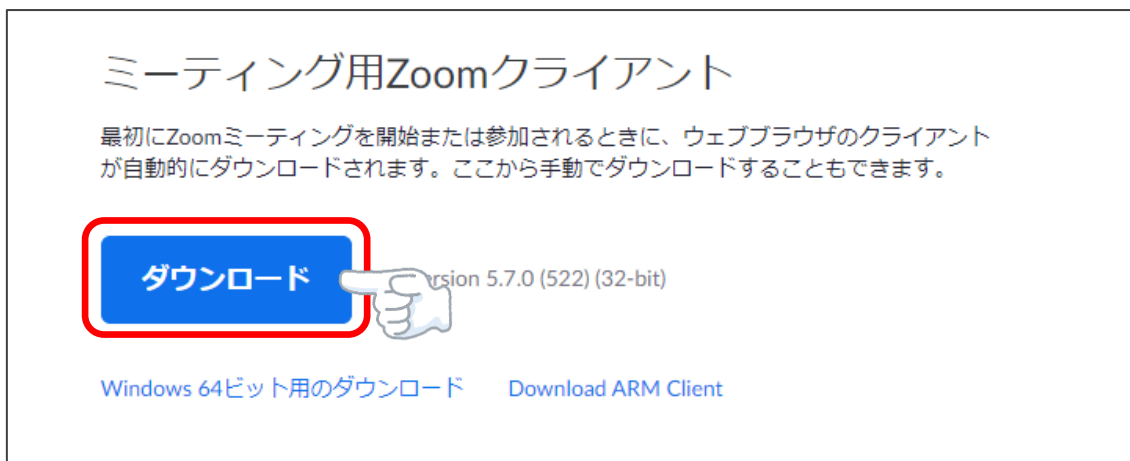 ミーティング用Zoomクライアント
最初にZoomミーティングを開始または参加されるときに、ウェブブラウザのクライアント
が自動的にダウンロードされます。ここから手動でダウンロードすることもできます。
ダウンロード
ersion 5.7.0 (522) (32-bit)
Windows 64ビット用のダウンロード Download ARM Client